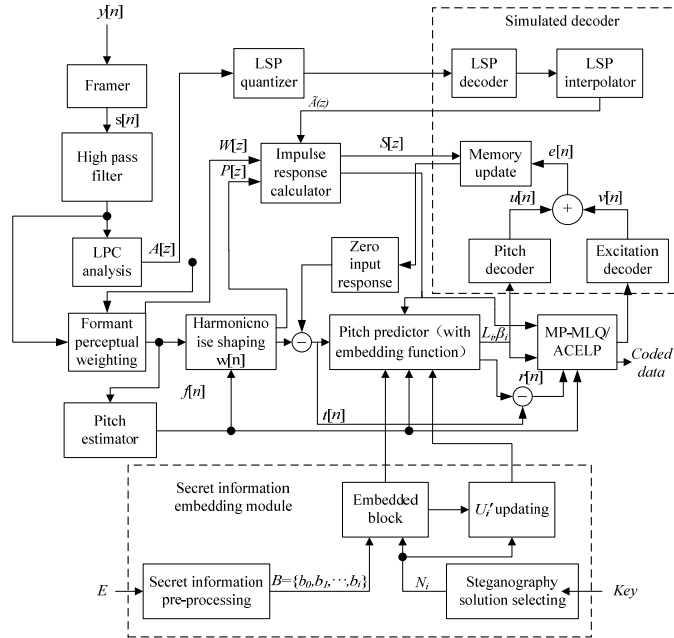 y[n]
Simulated decoder
Framer
LSP
quantizer
LSP
decoder
LSP
interpolator
s[n]
Ã(z)
High pass
filter
W[z]
P[z]
Impulse
response
calculator
S[z]
Memory
update
e[n]
u[n]
v[n]
+
LPC
analysis
A[z]
Zero
input
response
Pitch
decoder
Excitation
decoder
Formant
perceptual
weighting
Harmonicno
ise shaping
w[n]
−
Pitch predictor（with
embedding function）
Lᵢ,βᵢ
MP-MLQ/
ACELP
Coded
data
f[n]
r[n]
−
Pitch
estimator
t[n]
Secret information
embedding module
Embedded
block
Uᵢ′ updating
E
Secret information
pre-processing
B={b₀,b₁,⋯,bᵢ}
Nᵢ
Steganography
solution selecting
Key